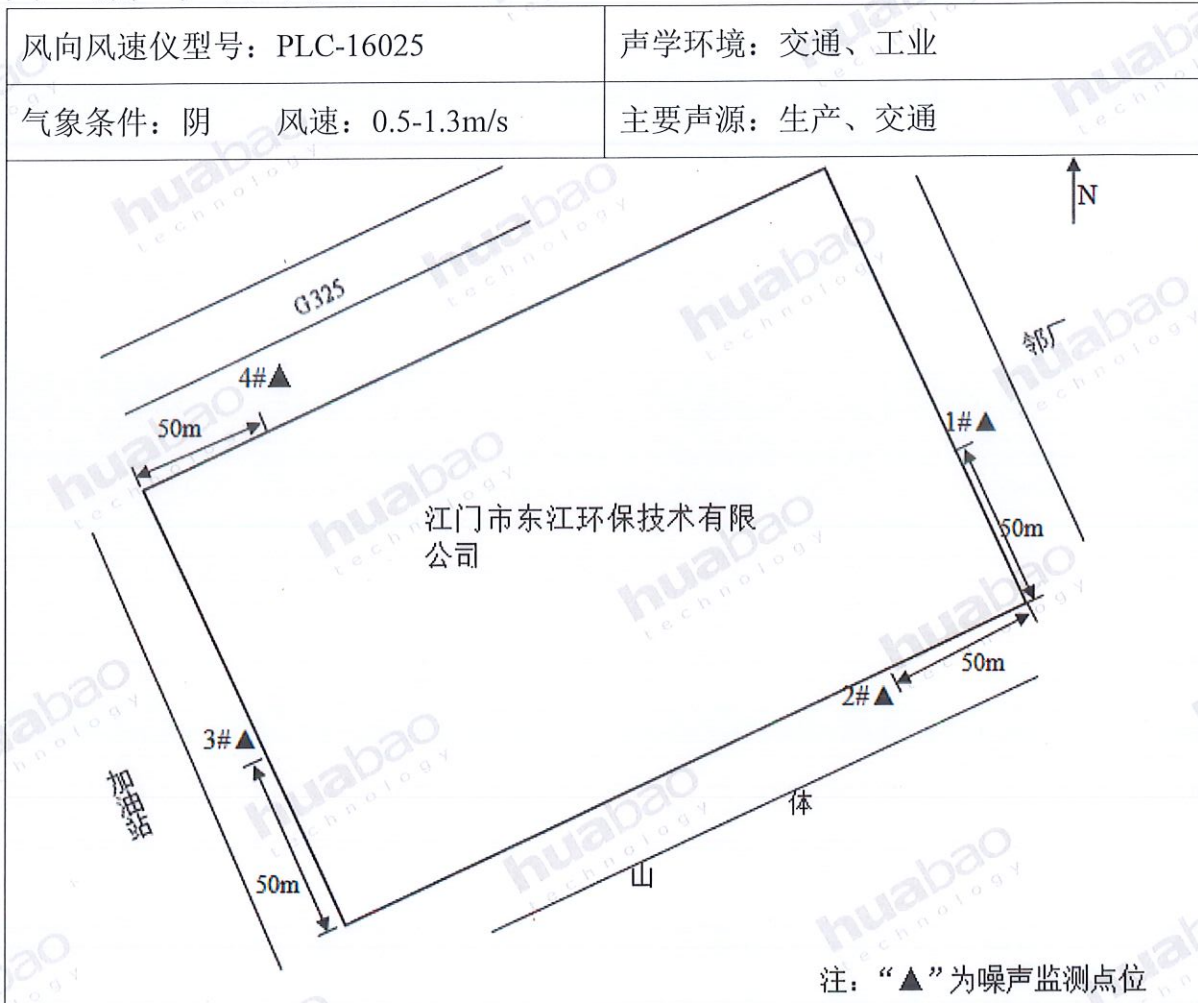 风向风速仪型号：PLC-16025
声学环境：交通、工业
气象条件：阴 风速：0.5-1.3m/s
主要声源：生产、交通
N
G325
邻厂
4#▲
50m
1#▲
江门市东江环保技术有限
公司
50m
50m
2#▲
3#▲
加油站
体
山
50m
注：“▲”为噪声监测点位
huabao
technology